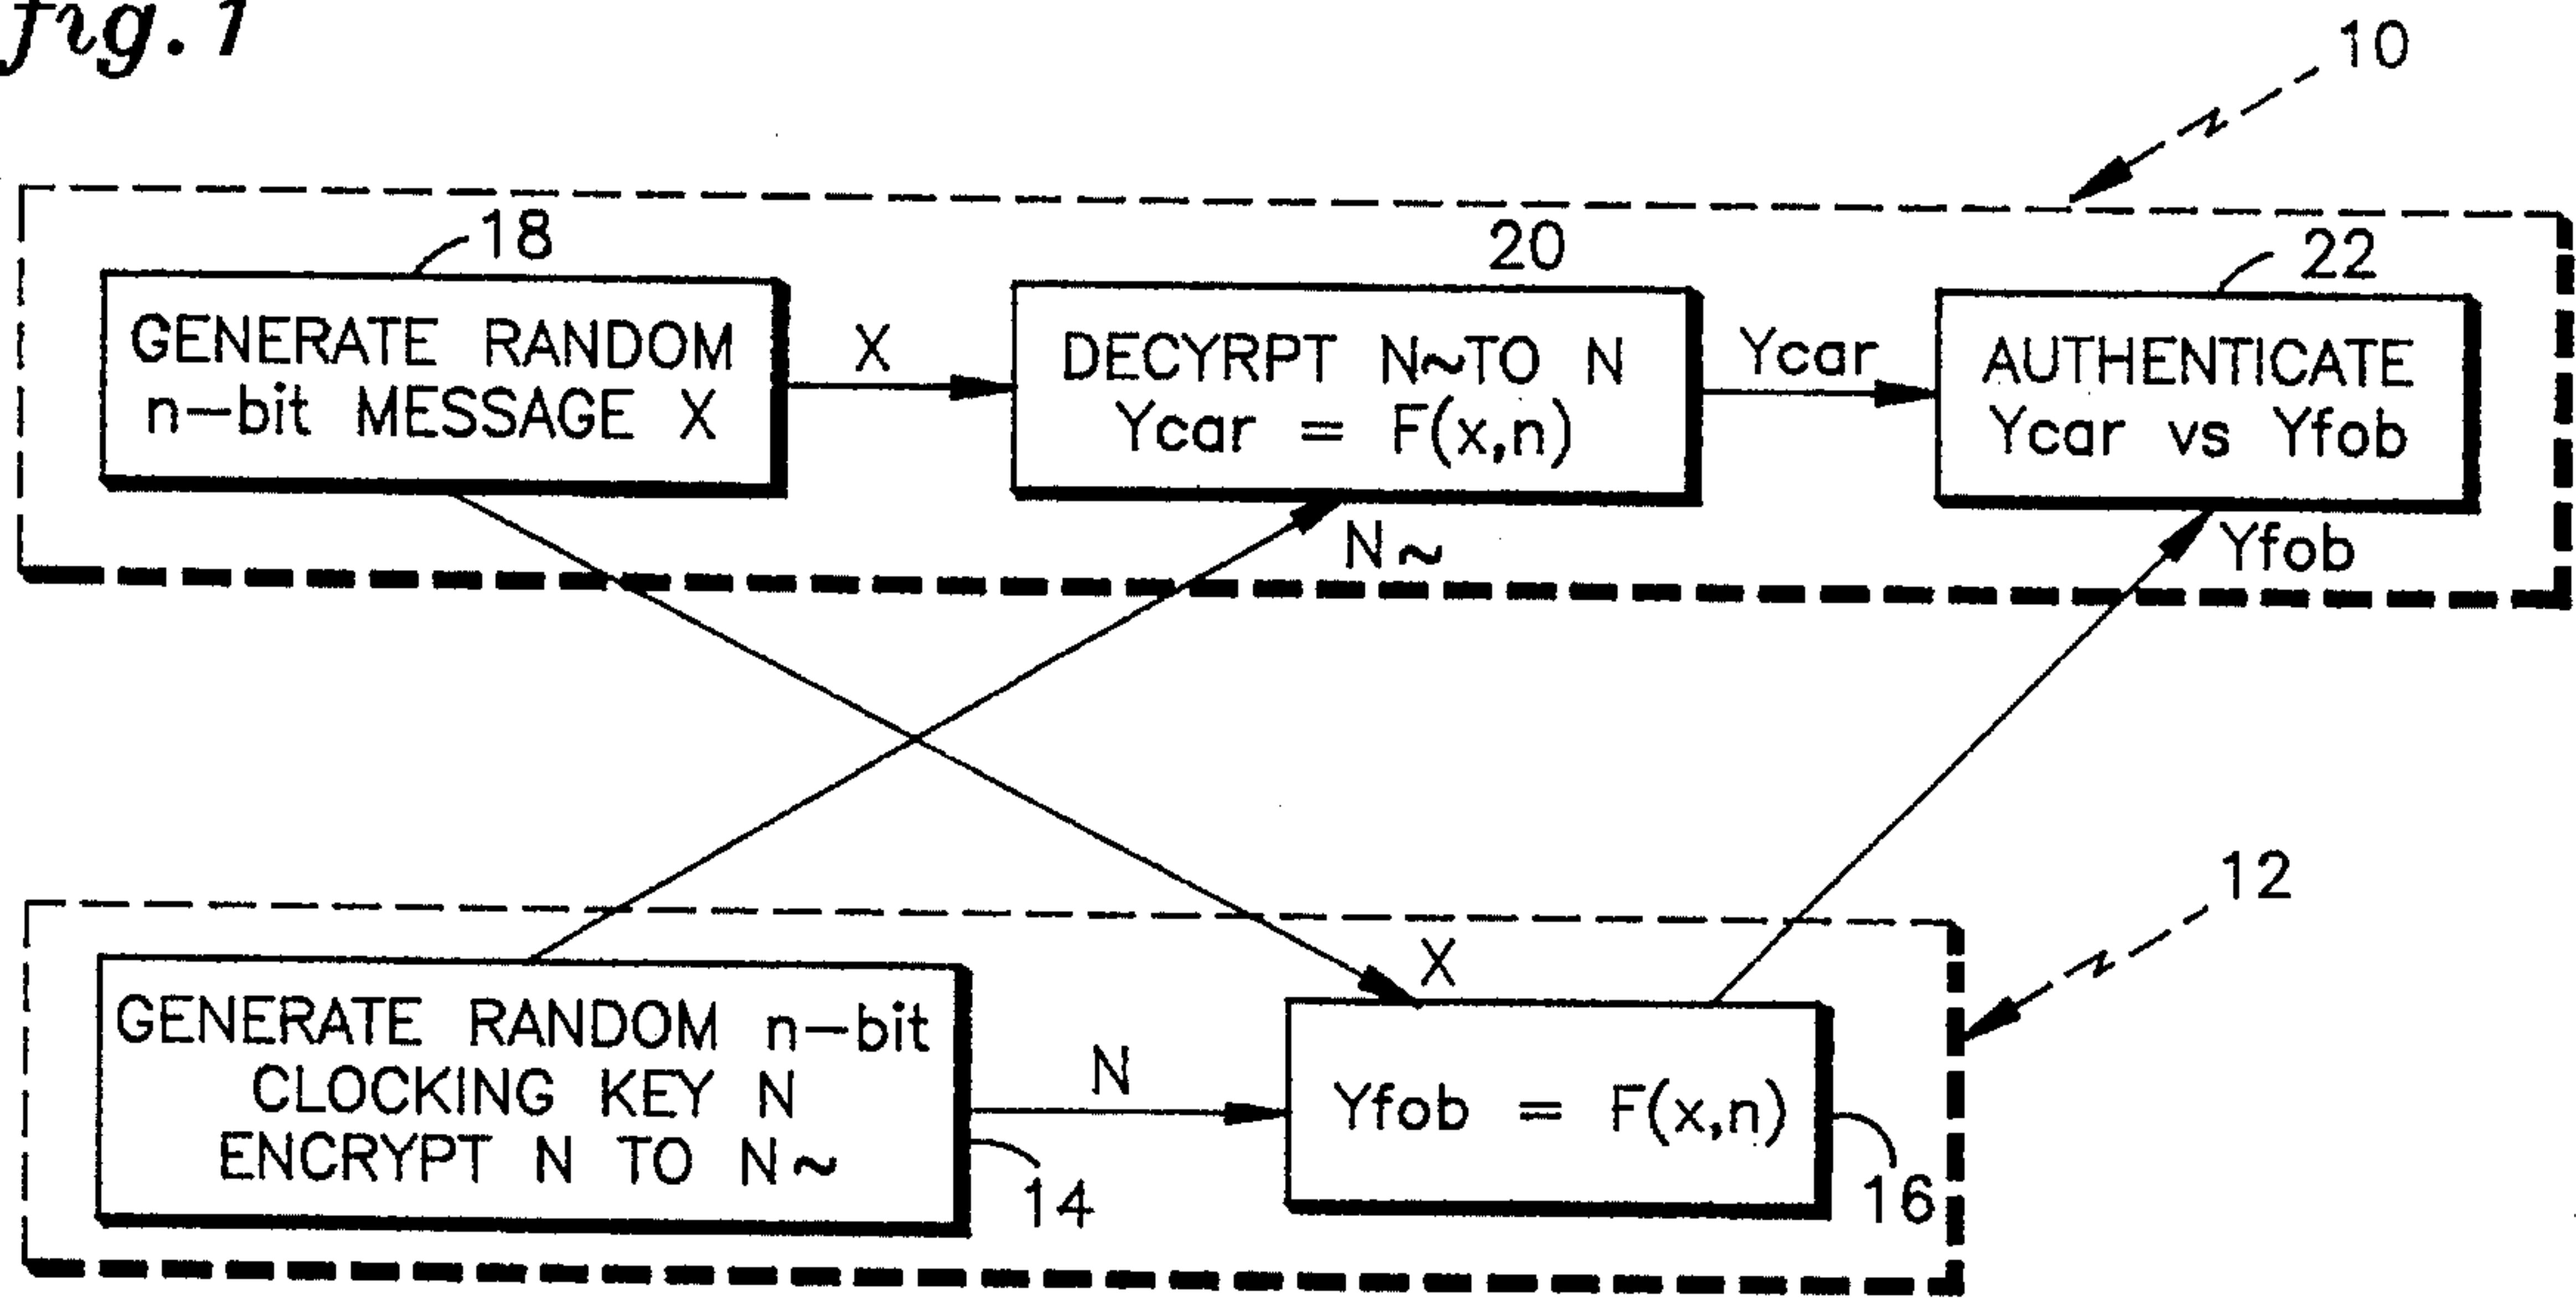 fig. 1
10
18
20
22
GENERATE RANDOM
n-bit MESSAGE X
X
DECYRPT N~TO N
Ycar = F(x,n)
Ycar
AUTHENTICATE
Ycar vs Yfob
N~
Yfob
12
X
GENERATE RANDOM n-bit
CLOCKING KEY N
ENCRYPT N TO N~
N
Yfob = F(x,n)
14
16